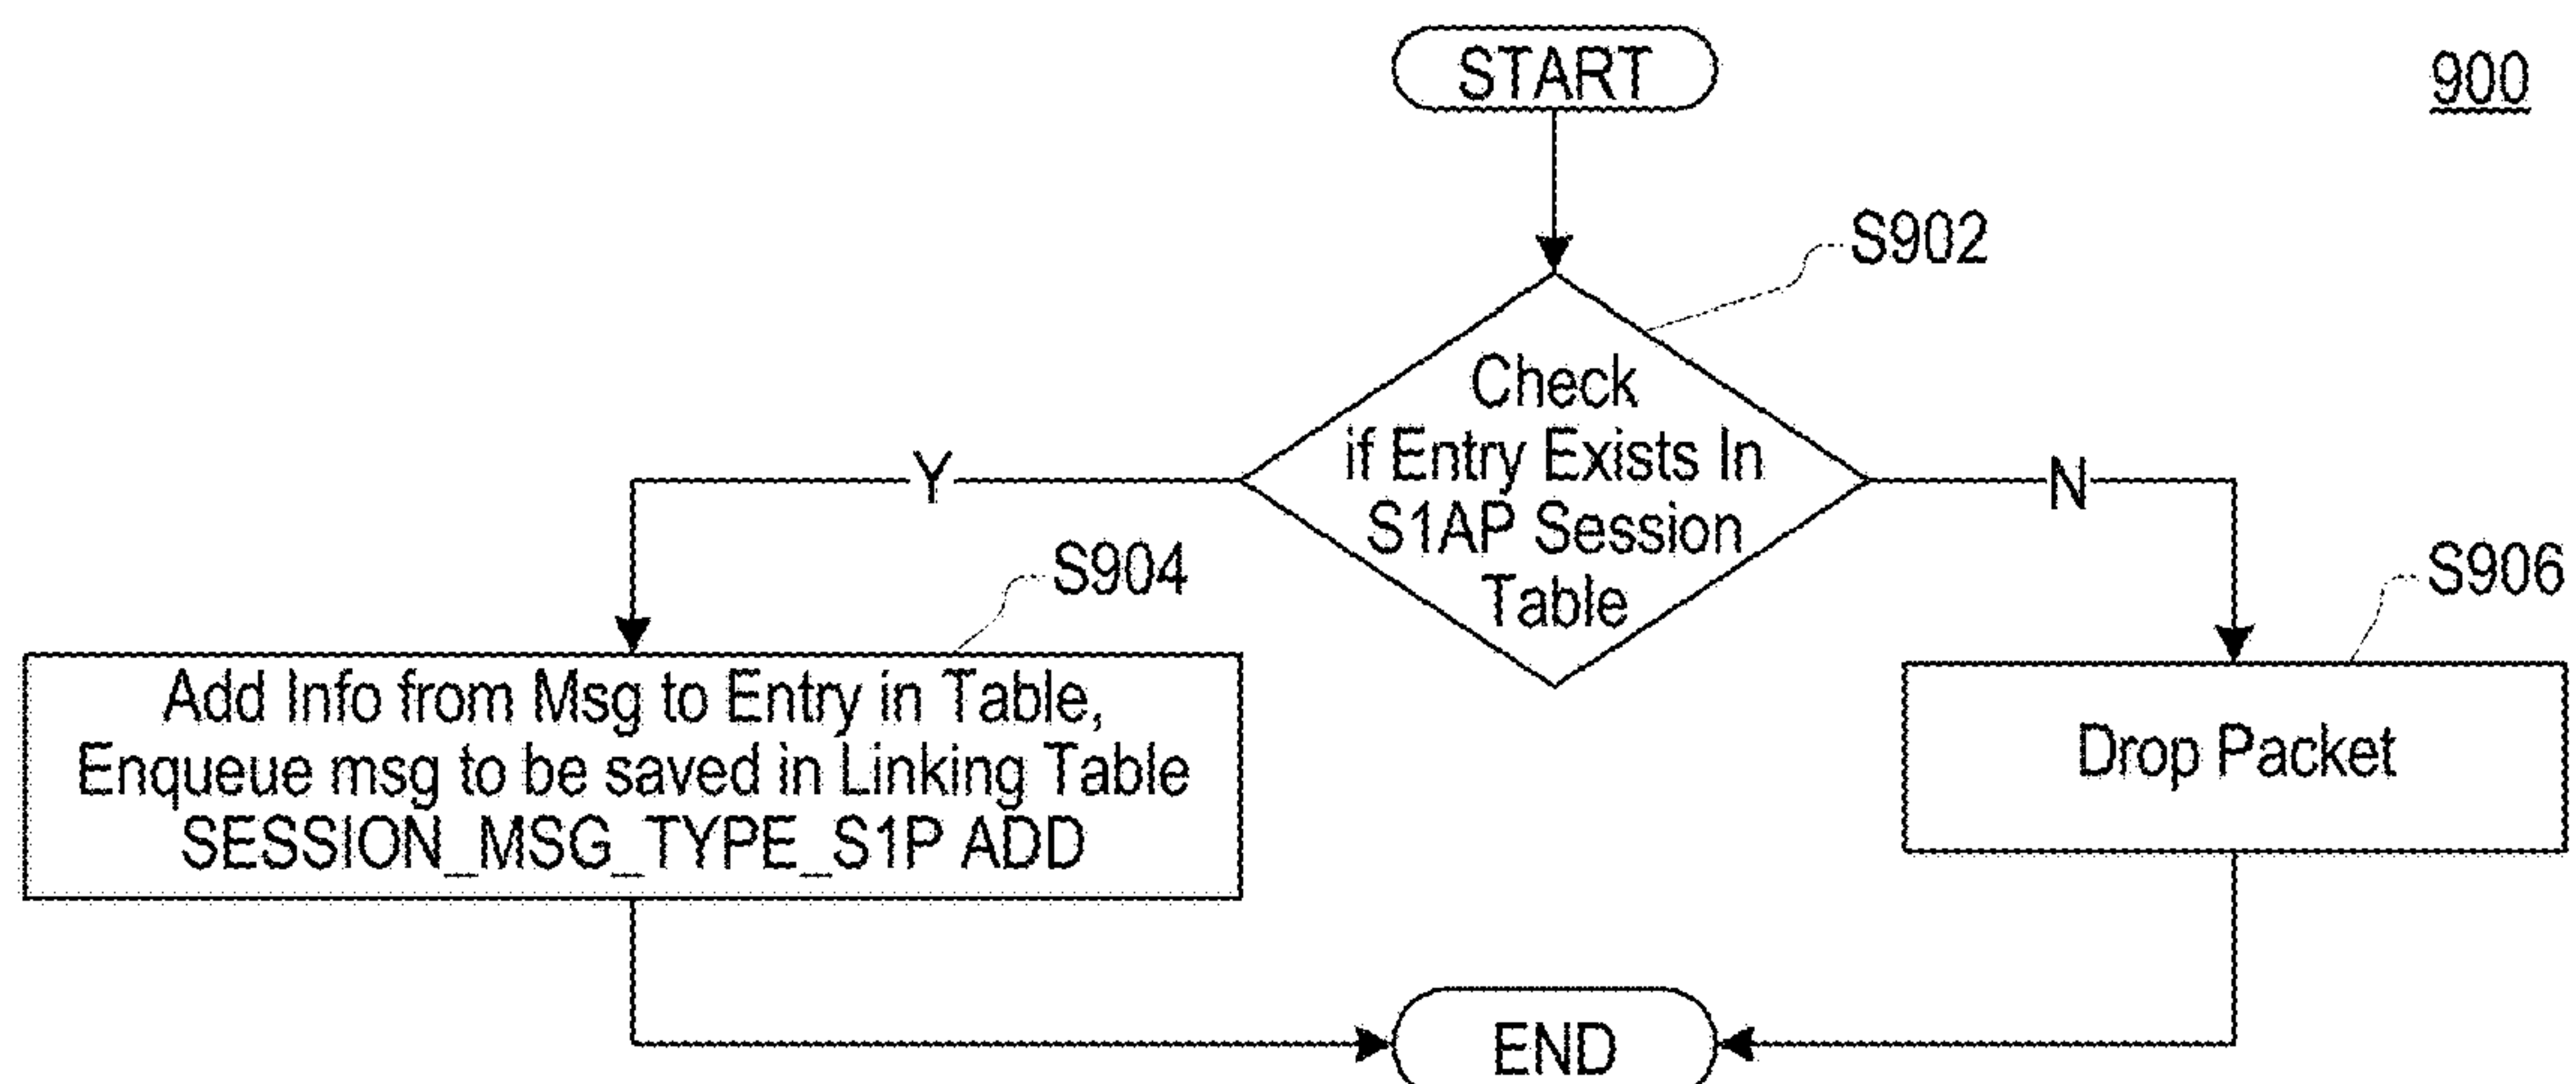 START
900
S902
Check
if Entry Exists In
S1AP Session
Table
Y
N
S904
Add Info from Msg to Entry in Table,
Enqueue msg to be saved in Linking Table
SESSION_MSG_TYPE_S1P ADD
S906
Drop Packet
END